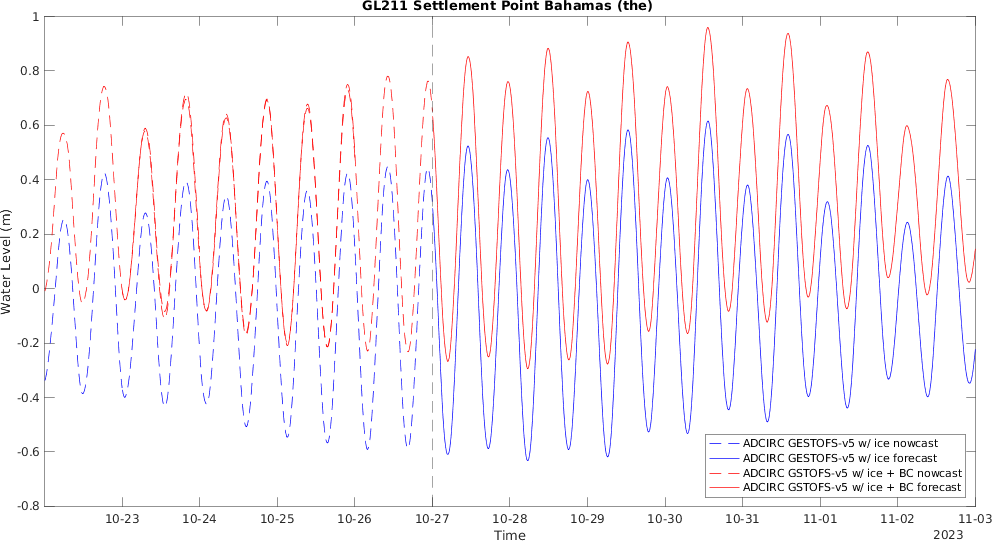 GL211 Settlement Point Bahamas (the)
1
0.8
0.6
0.4
0.2
0
-0.2
-0.4
-0.6
-0.8
Water Level (m)
ADCIRC GESTOFS-v5 w/ ice nowcast
ADCIRC GESTOFS-v5 w/ ice forecast
ADCIRC GSTOFS-v5 w/ ice + BC nowcast
ADCIRC GSTOFS-v5 w/ ice + BC forecast
10-23 10-24 10-25 10-26 10-27 10-28 10-29 10-30 10-31 11-01 11-02 11-03
Time
2023